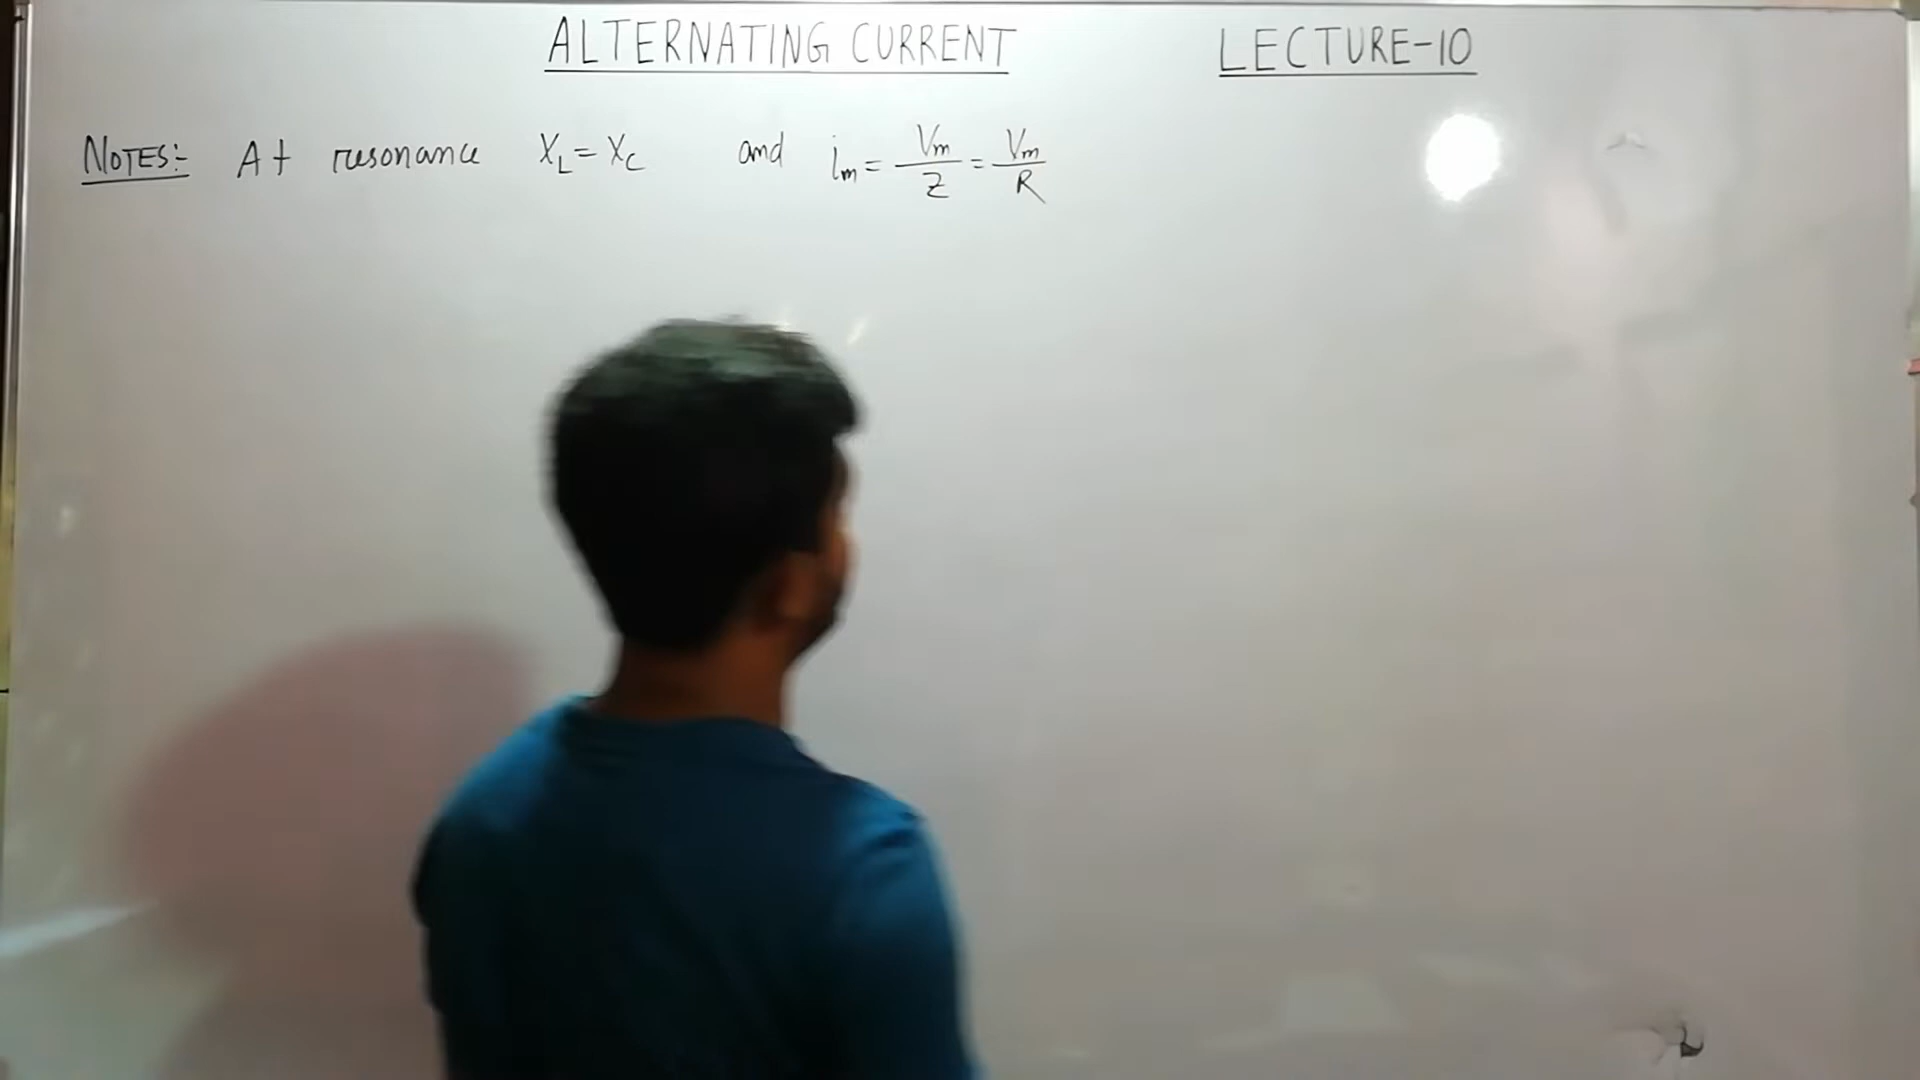 ALTERNATING CURRENT LECTURE-10
NOTES:- At resonance X_L = X_C and i_m = V_m/Z = V_m/R